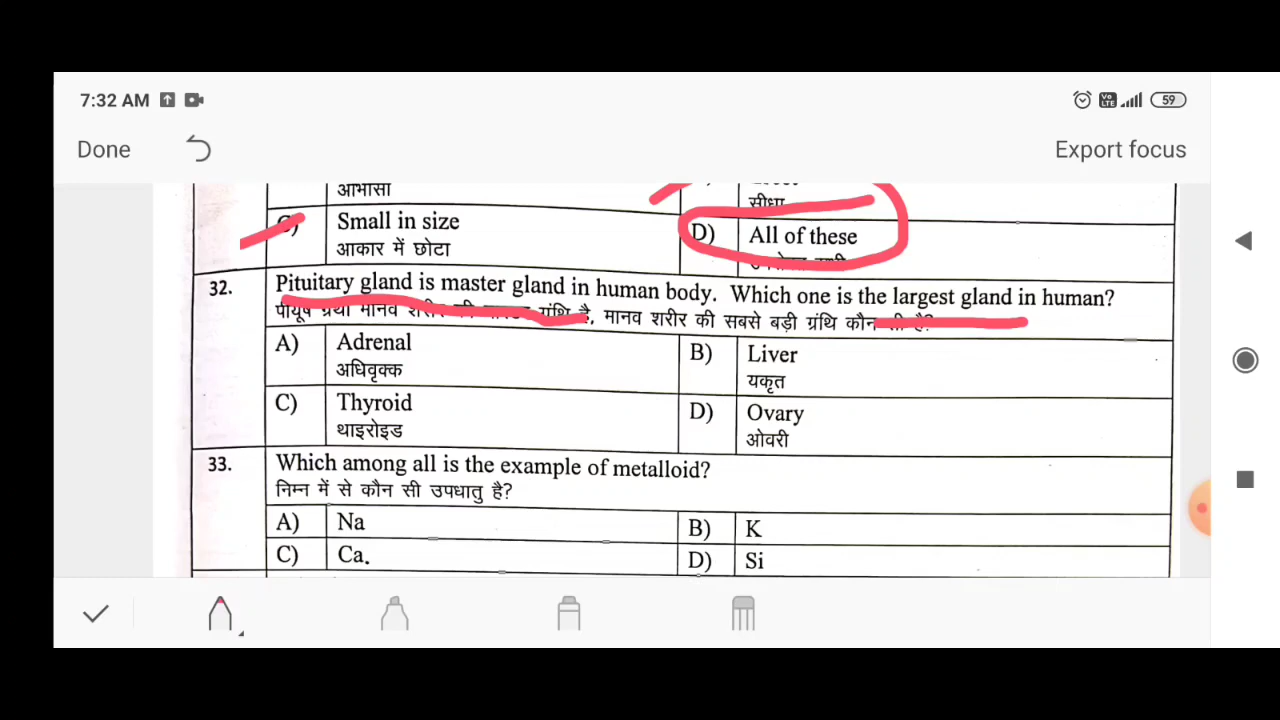 7:32 AM
59
Done
Export focus
आभासी
सीधा
C) Small in size
आकार में छोटा
D) All of these
32. Pituitary gland is master gland in human body. Which one is the largest gland in human?
मानव शरीर की ग्रंथि है, मानव शरीर की सबसे बड़ी ग्रंथि कौन सी है?
A) Adrenal
अधिवृक्क
B) Liver
यकृत
C) Thyroid
थाइरोइड
D) Ovary
ओवरी
33. Which among all is the example of metalloid?
निम्न में से कौन सी उपधातु है?
A) Na
B) K
C) Ca.
D) Si